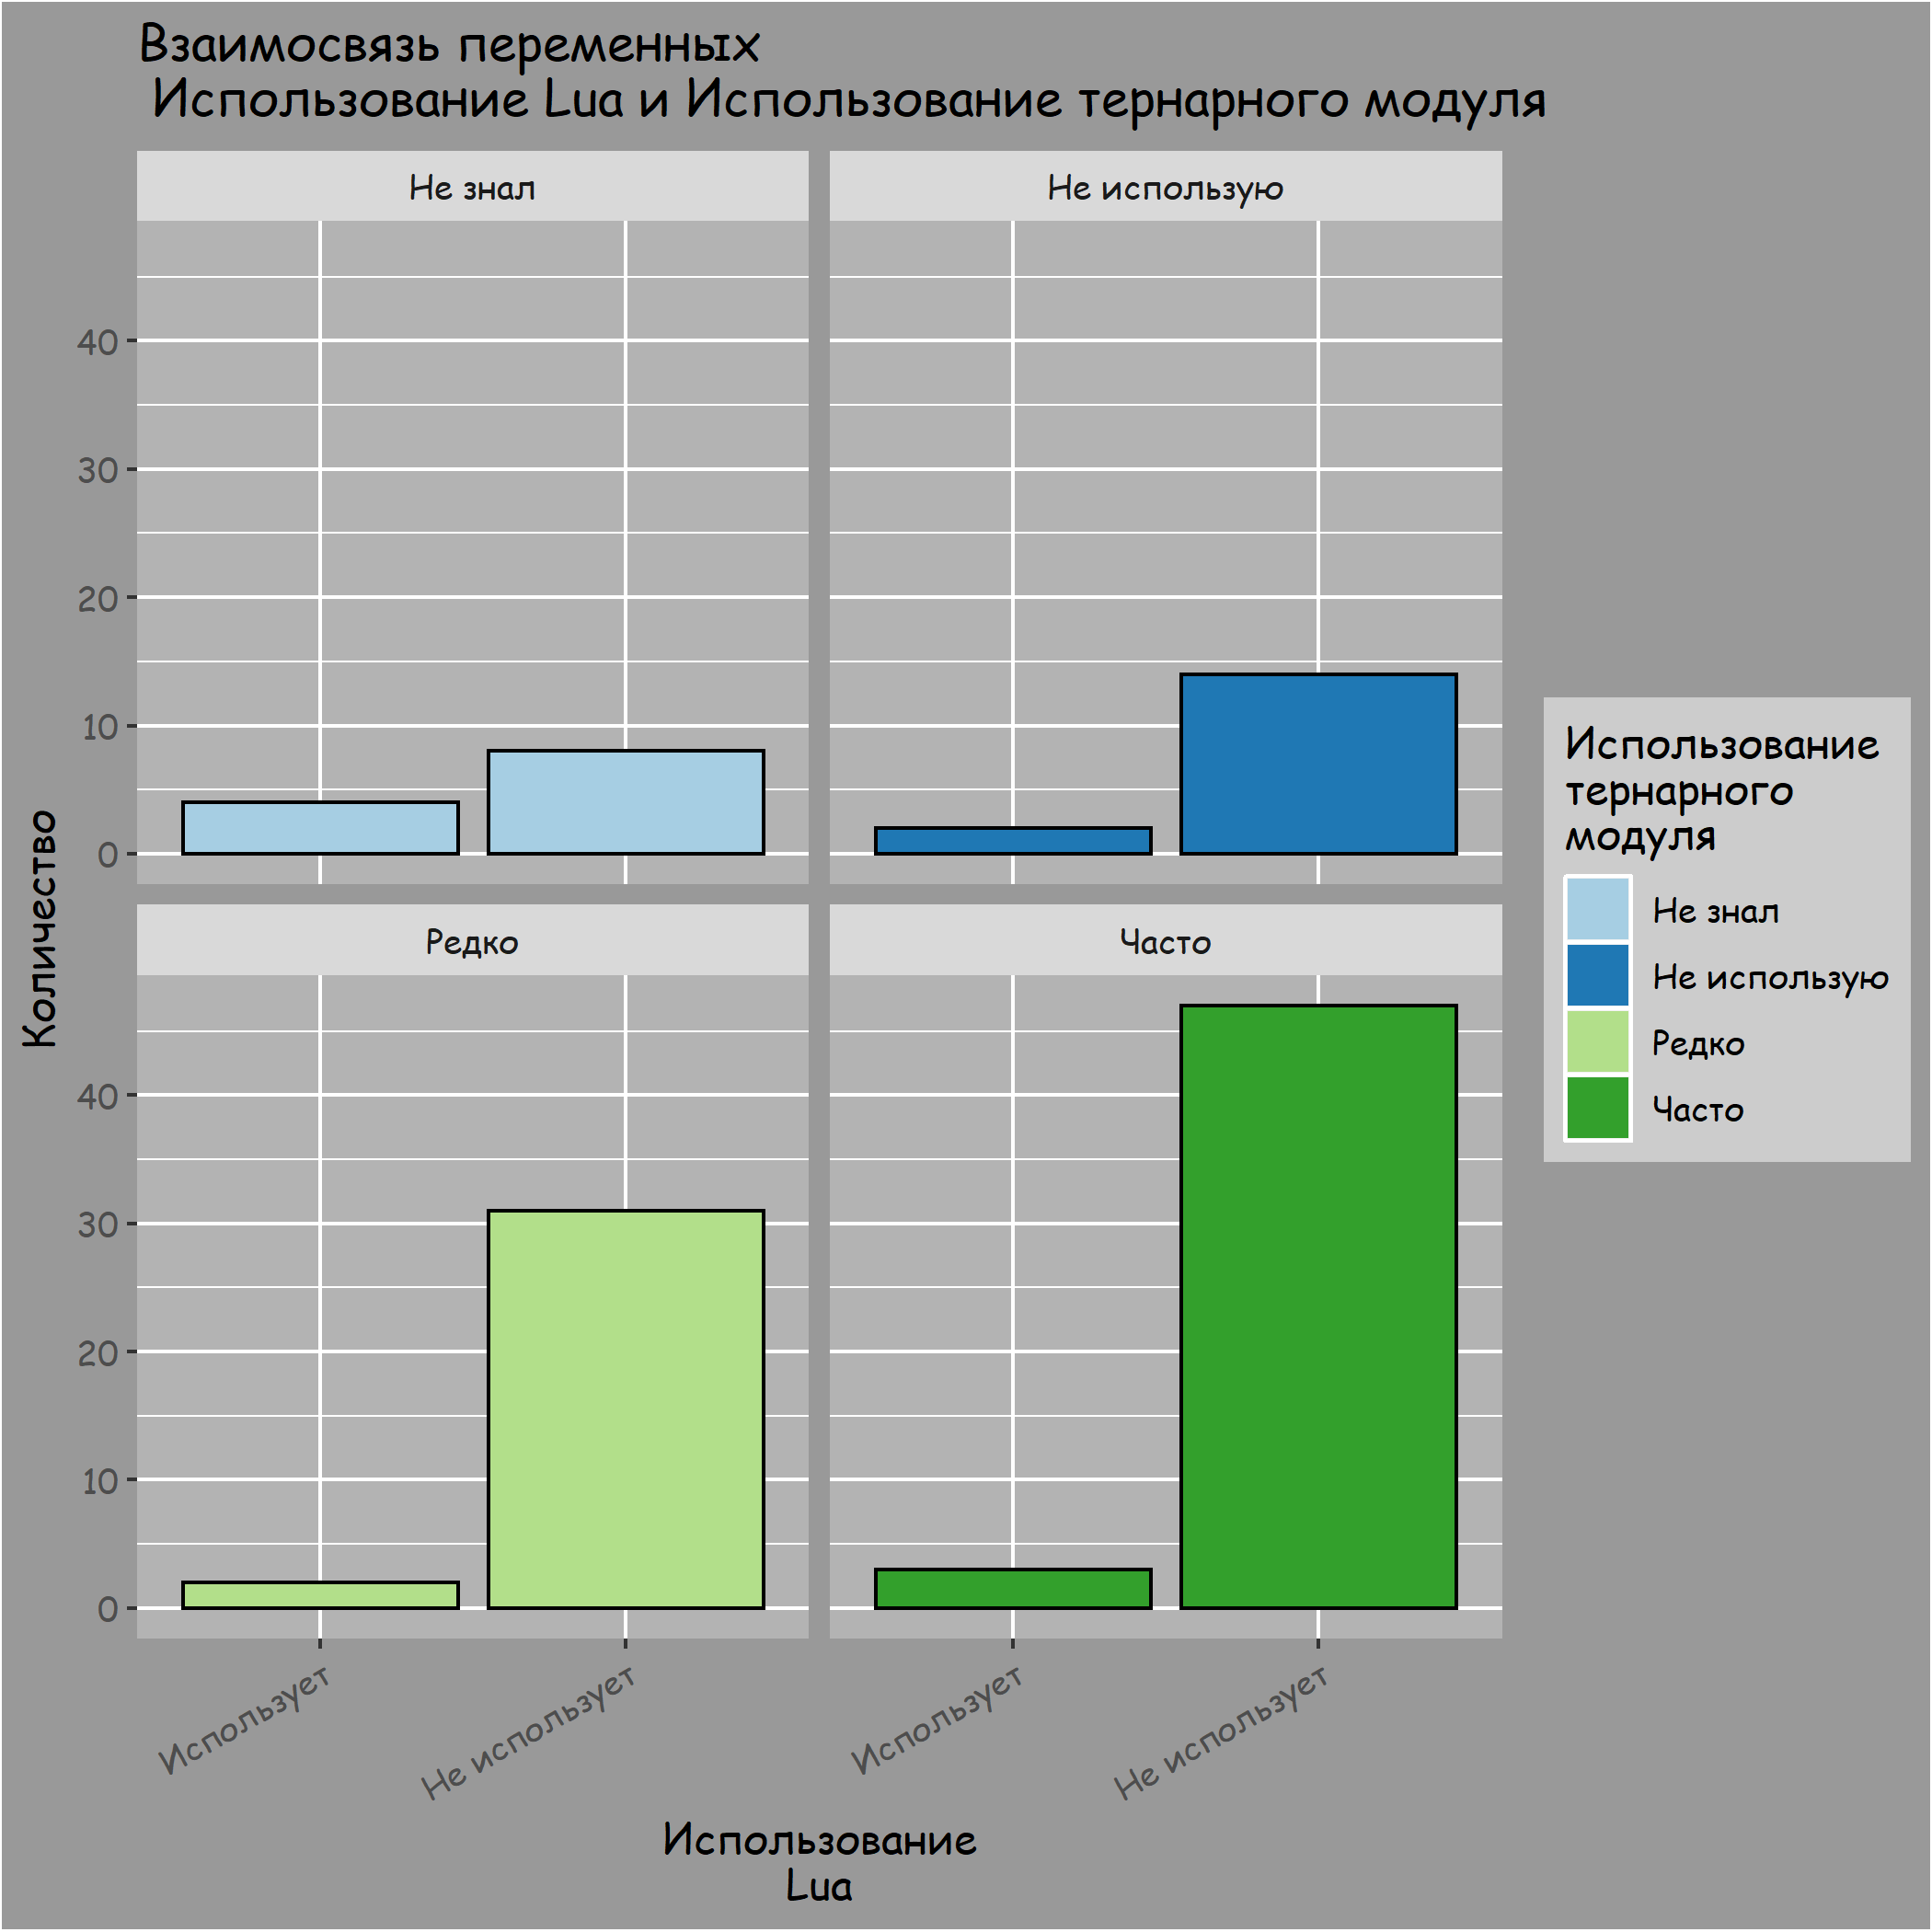 Взаимосвязь переменных
Использование Lua и Использование тернарного модуля
Не знал
Не использую
40
30
20
10
0
Редко
Часто
40
30
20
10
0
Количество
Использует
Не использует
Использует
Не использует
Использование
Lua
Использование
тернарного
модуля
Не знал
Не использую
Редко
Часто